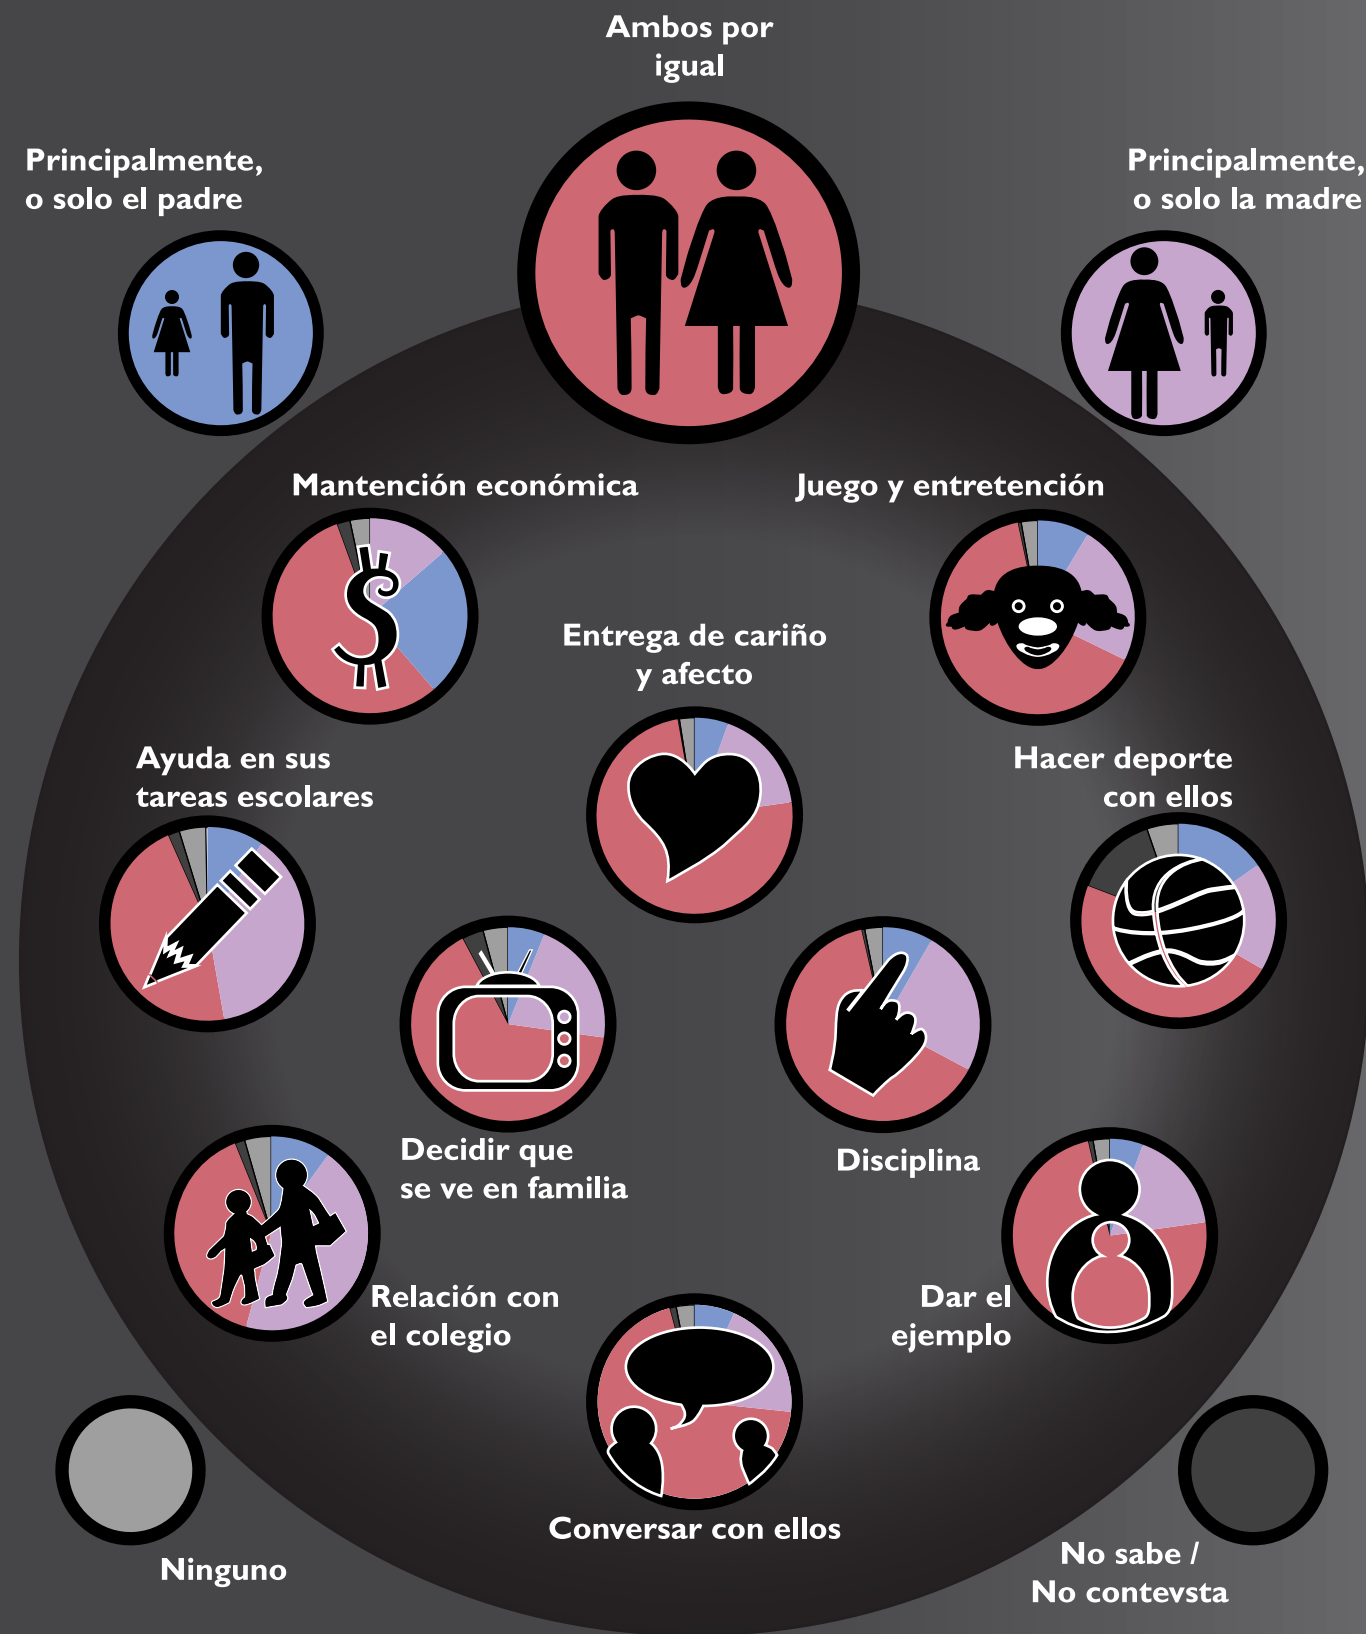 Ambos por
igual
Principalmente,
o solo el padre
Principalmente,
o solo la madre
Mantención económica
Juego y entretención
Entrega de cariño
y afecto
Ayuda en sus
tareas escolares
Hacer deporte
con ellos
Decidir que
se ve en familia
Disciplina
Relación con
el colegio
Dar el
ejemplo
Conversar con ellos
Ninguno
No sabe /
No contevsta